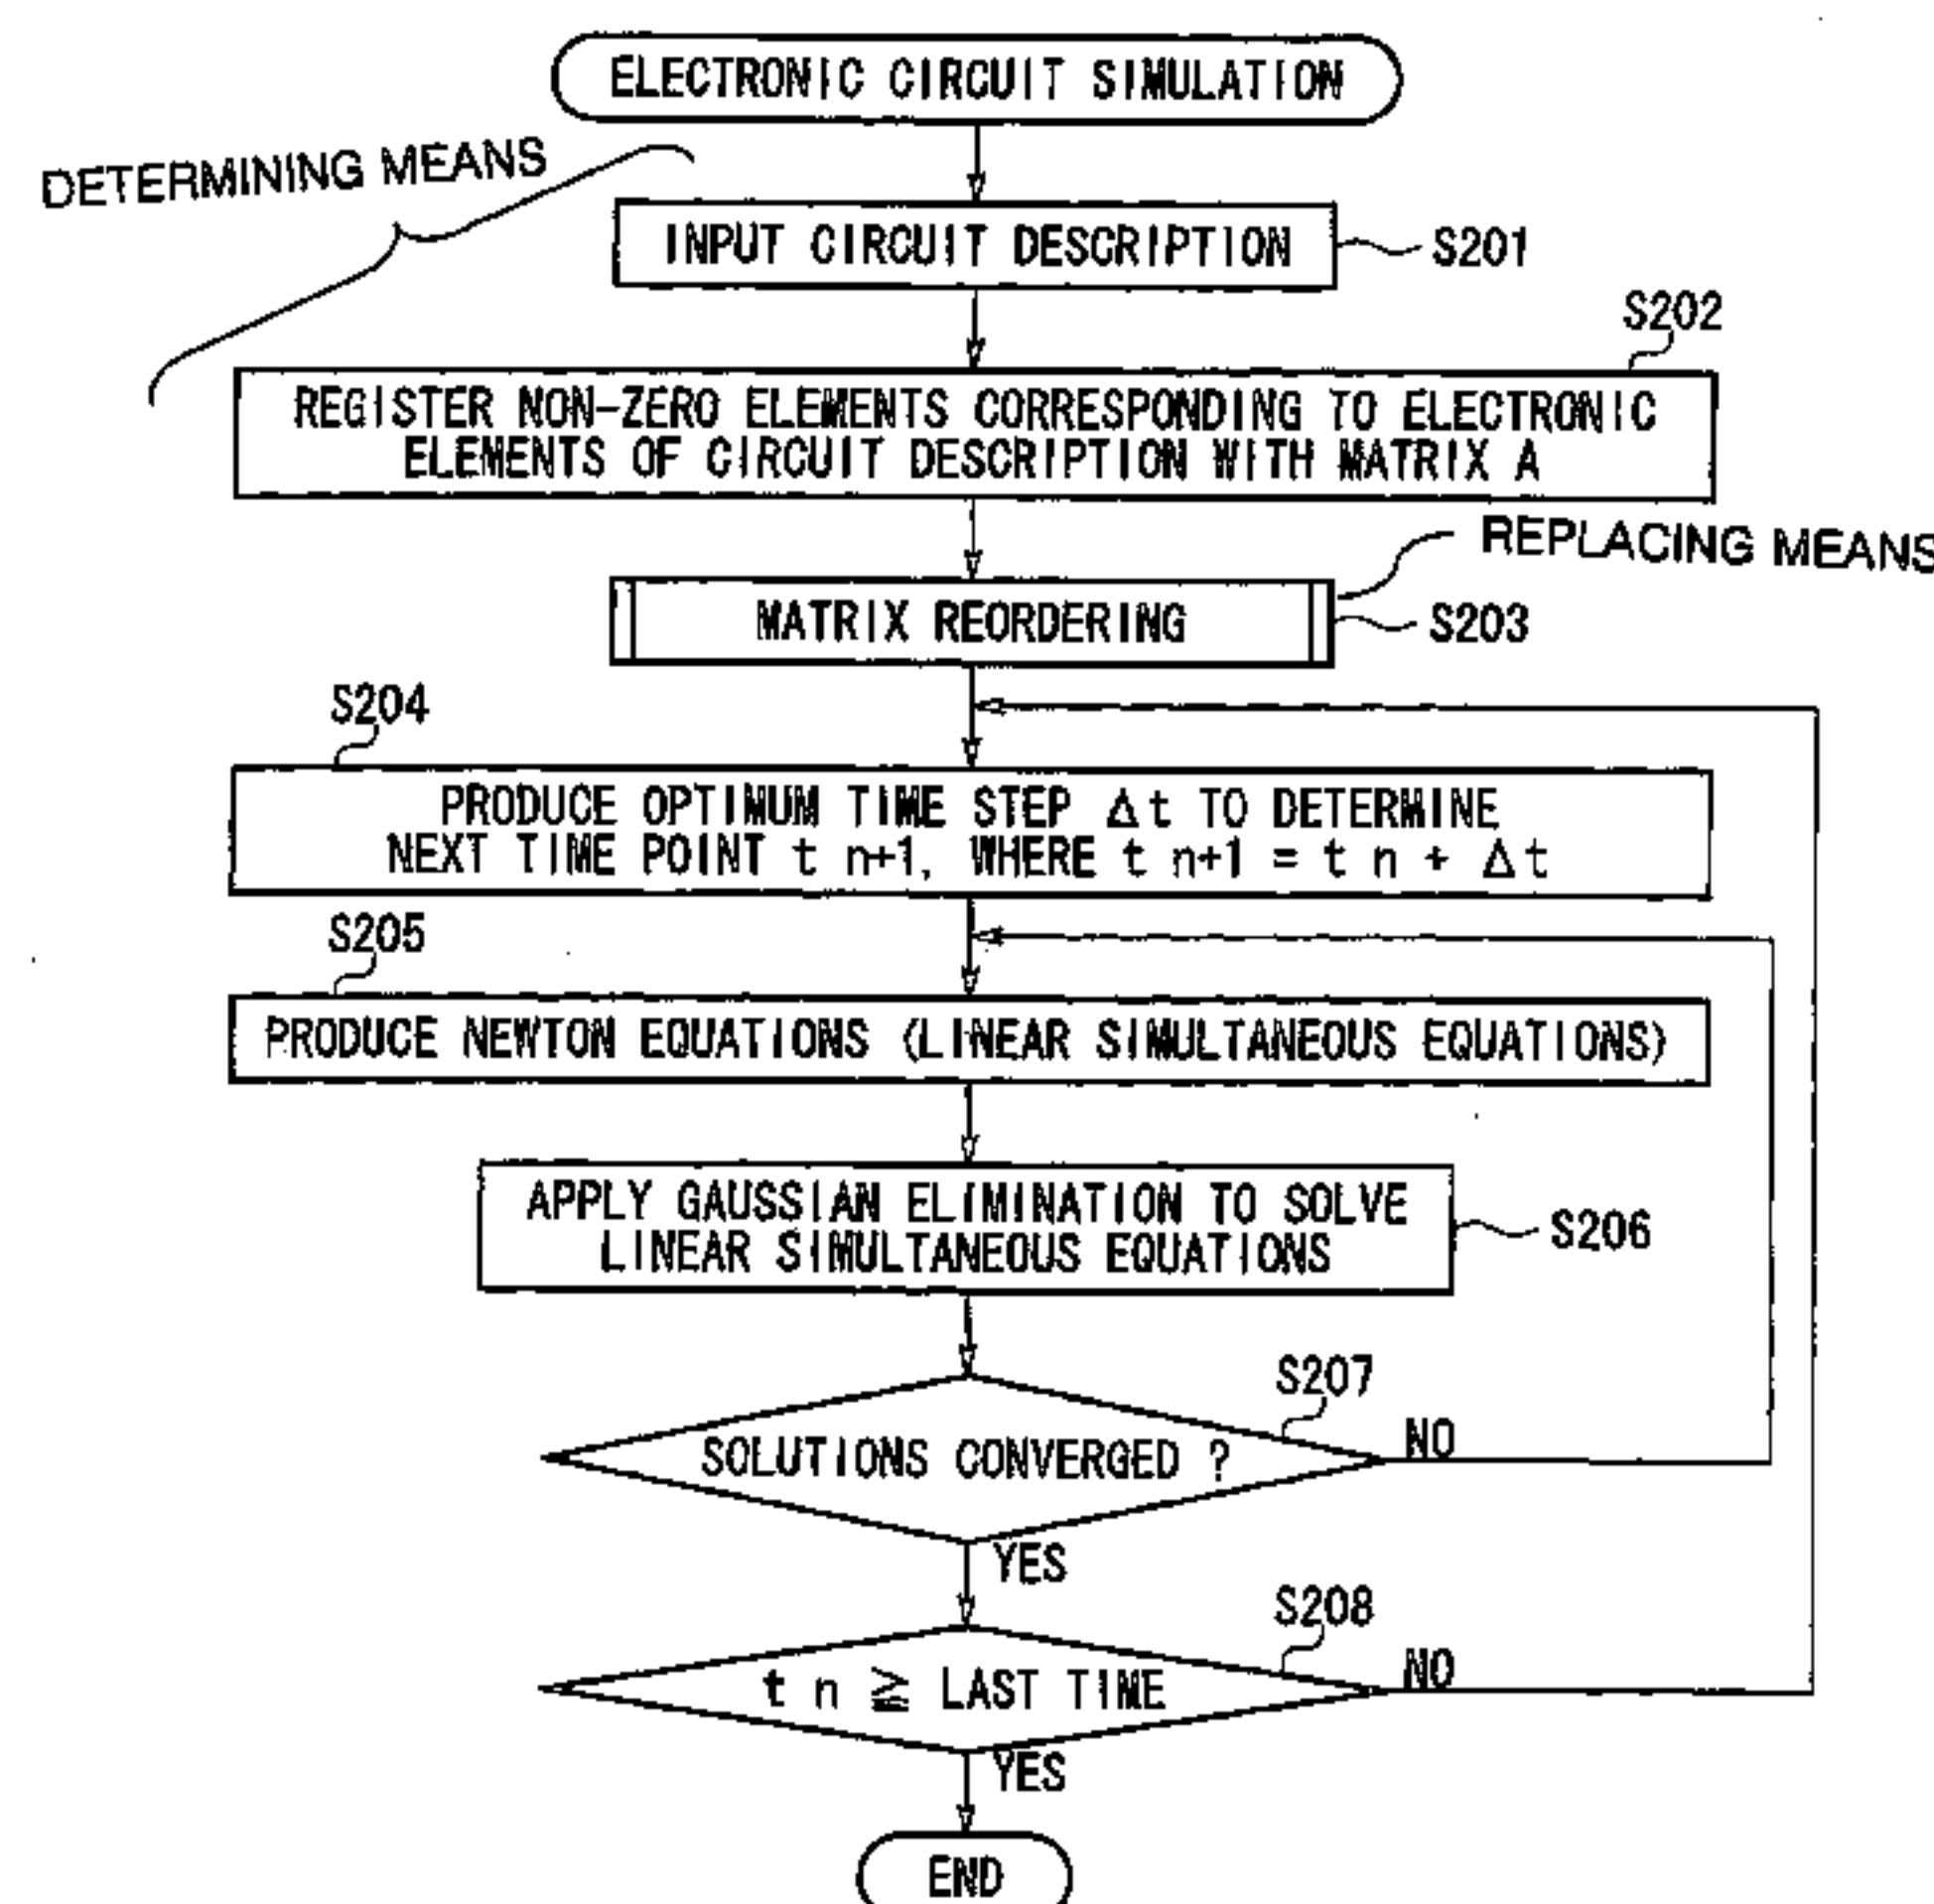 ELECTRONIC CIRCUIT SIMULATION
DETERMINING MEANS
INPUT CIRCUIT DESCRIPTION
S201
S202
REGISTER NON-ZERO ELEMENTS CORRESPONDING TO ELECTRONIC
ELEMENTS OF CIRCUIT DESCRIPTION WITH MATRIX A
REPLACING MEANS
MATRIX REORDERING
S203
S204
PRODUCE OPTIMUM TIME STEP Δt TO DETERMINE
NEXT TIME POINT t n+1, WHERE t n+1 = t n + Δt
S205
PRODUCE NEWTON EQUATIONS (LINEAR SIMULTANEOUS EQUATIONS)
APPLY GAUSSIAN ELIMINATION TO SOLVE
LINEAR SIMULTANEOUS EQUATIONS
S206
S207
SOLUTIONS CONVERGED ?
NO
YES
S208
t n ≧ LAST TIME
NO
YES
END